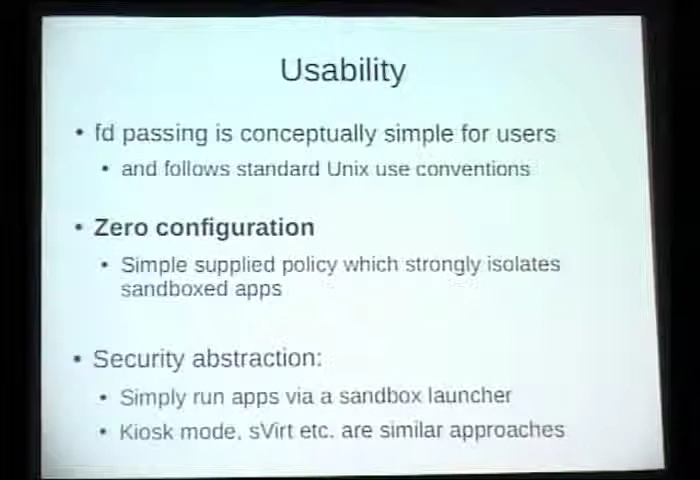 Usability
• fd passing is conceptually simple for users
• and follows standard Unix use conventions
• Zero configuration
• Simple supplied policy which strongly isolates
sandboxed apps
• Security abstraction:
• Simply run apps via a sandbox launcher
• Kiosk mode, sVirt etc. are similar approaches